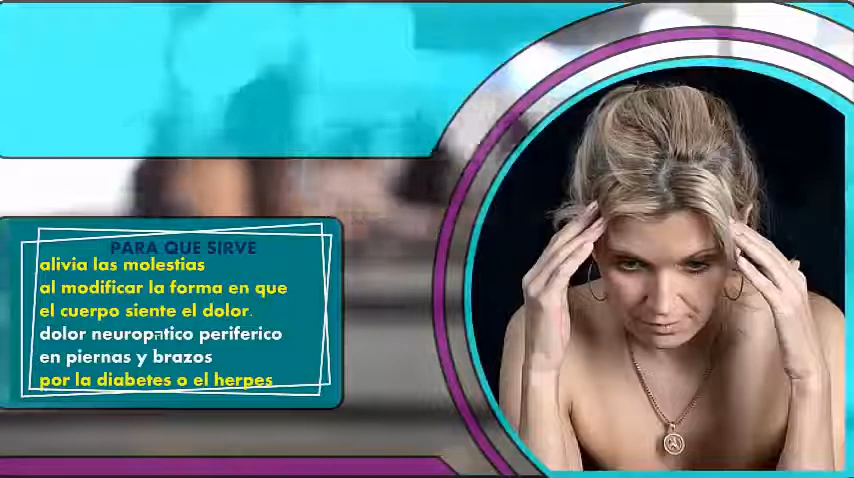 PARA QUE SIRVE
alivia las molestias
al modificar la forma en que
el cuerpo siente el dolor.
dolor neuropatico periferico
en piernas y brazos
por la diabetes o el herpes